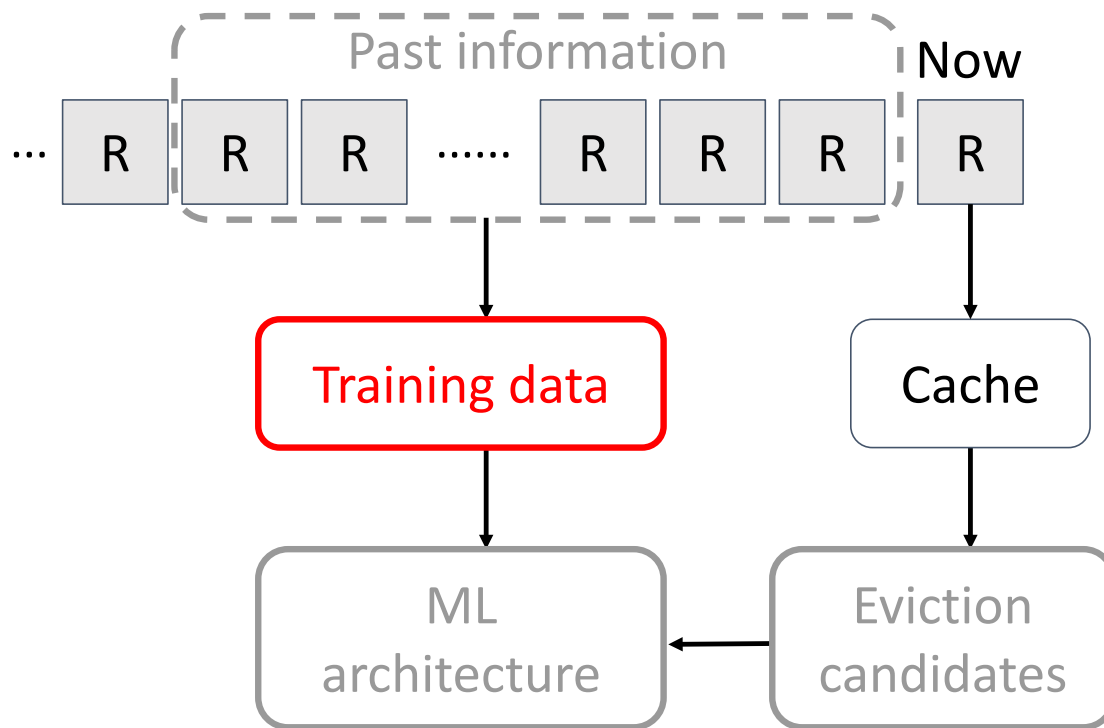 Past information
Now
... R R R ...... R R R R
Training data
Cache
ML
architecture
Eviction
candidates